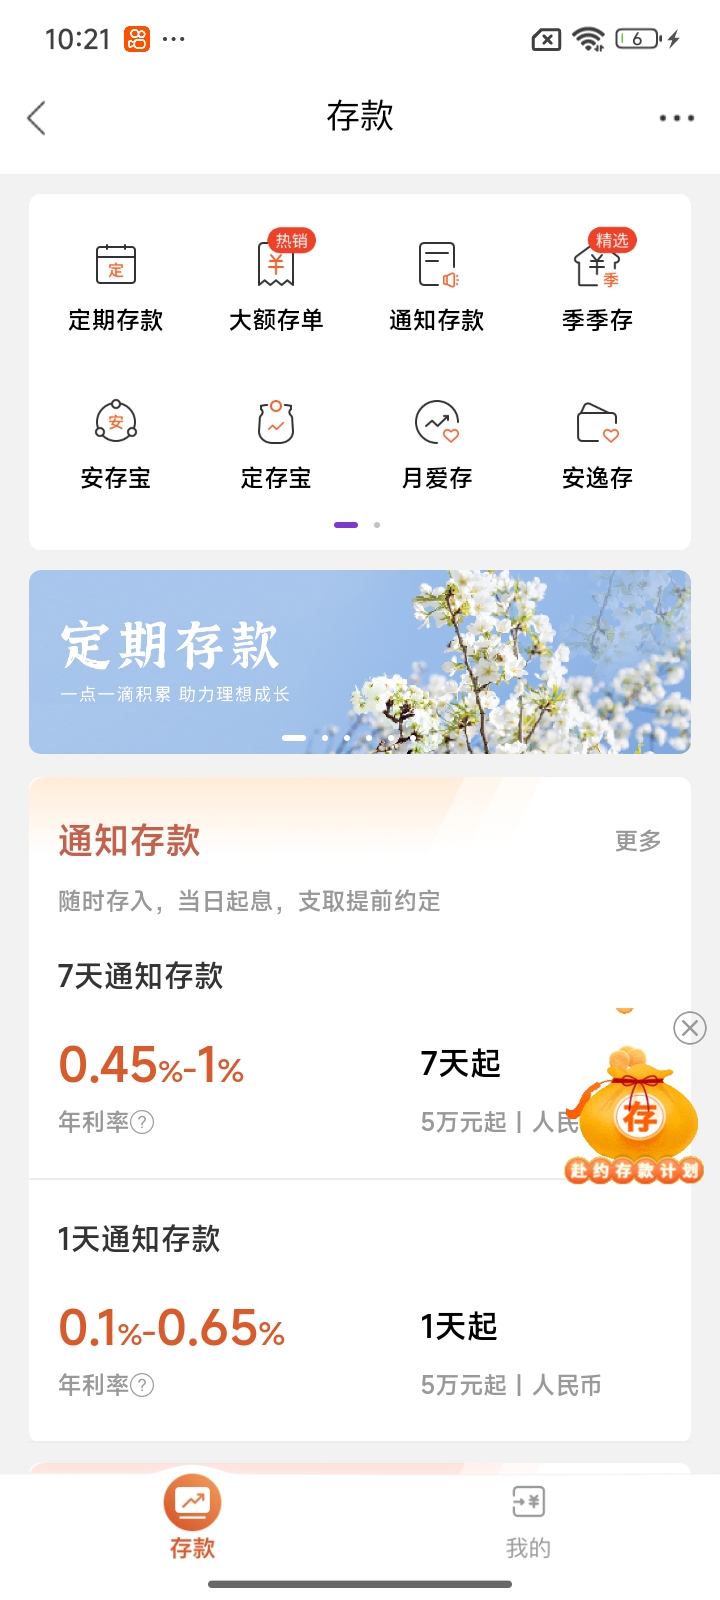 10:21
6
存款
热销
精选
定
季
定期存款 大额存单 通知存款 季季存
安
安存宝 定存宝 月爱存 安逸存
定期存款
一点一滴积累 助力理想成长
通知存款 更多
随时存入，当日起息，支取提前约定
7天通知存款
0.45%-1% 7天起
年利率? 5万元起 | 人民
存
赴约存款计划
1天通知存款
0.1%-0.65% 1天起
年利率? 5万元起 | 人民币
存款 我的